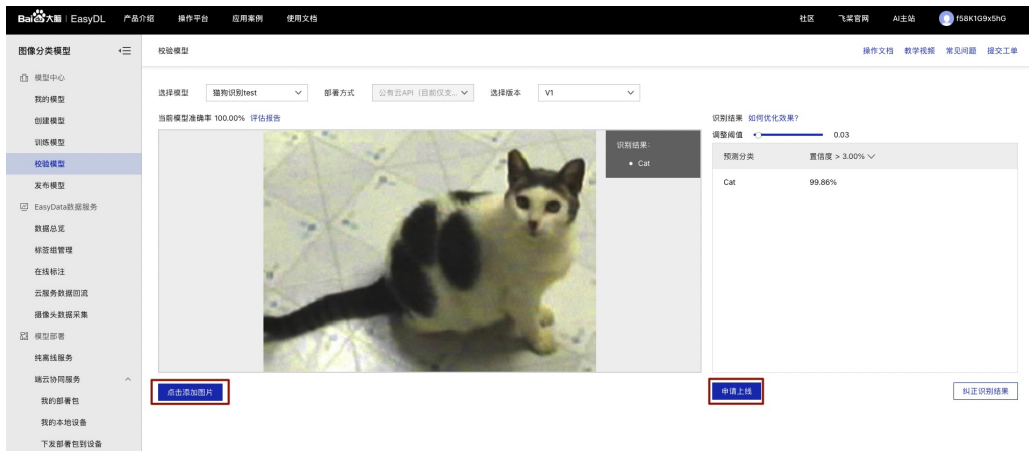 Bai大脑 | EasyDL 产品介绍 操作平台 应用案例 使用文档 社区 飞桨官网 AI主站 f58K1G9x5hG
图像分类模型 校验模型 操作文档 教学视频 常见问题 提交工单
模型中心
我的模型
创建模型
训练模型
校验模型
发布模型
EasyData数据服务
数据总览
标签组管理
在线标注
云服务数据回流
摄像头数据采集
模型部署
纯离线服务
端云协同服务
我的部署包
我的本地设备
下发部署包到设备
选择模型 猫狗识别test 部署方式 公有云API（目前仅支... 选择版本 V1
当前模型准确率 100.00% 评估报告
识别结果：
• Cat
点击添加图片
识别结果 如何优化效果?
调整阈值 0.03
预测分类 置信度 > 3.00%
Cat 99.86%
申请上线 纠正识别结果